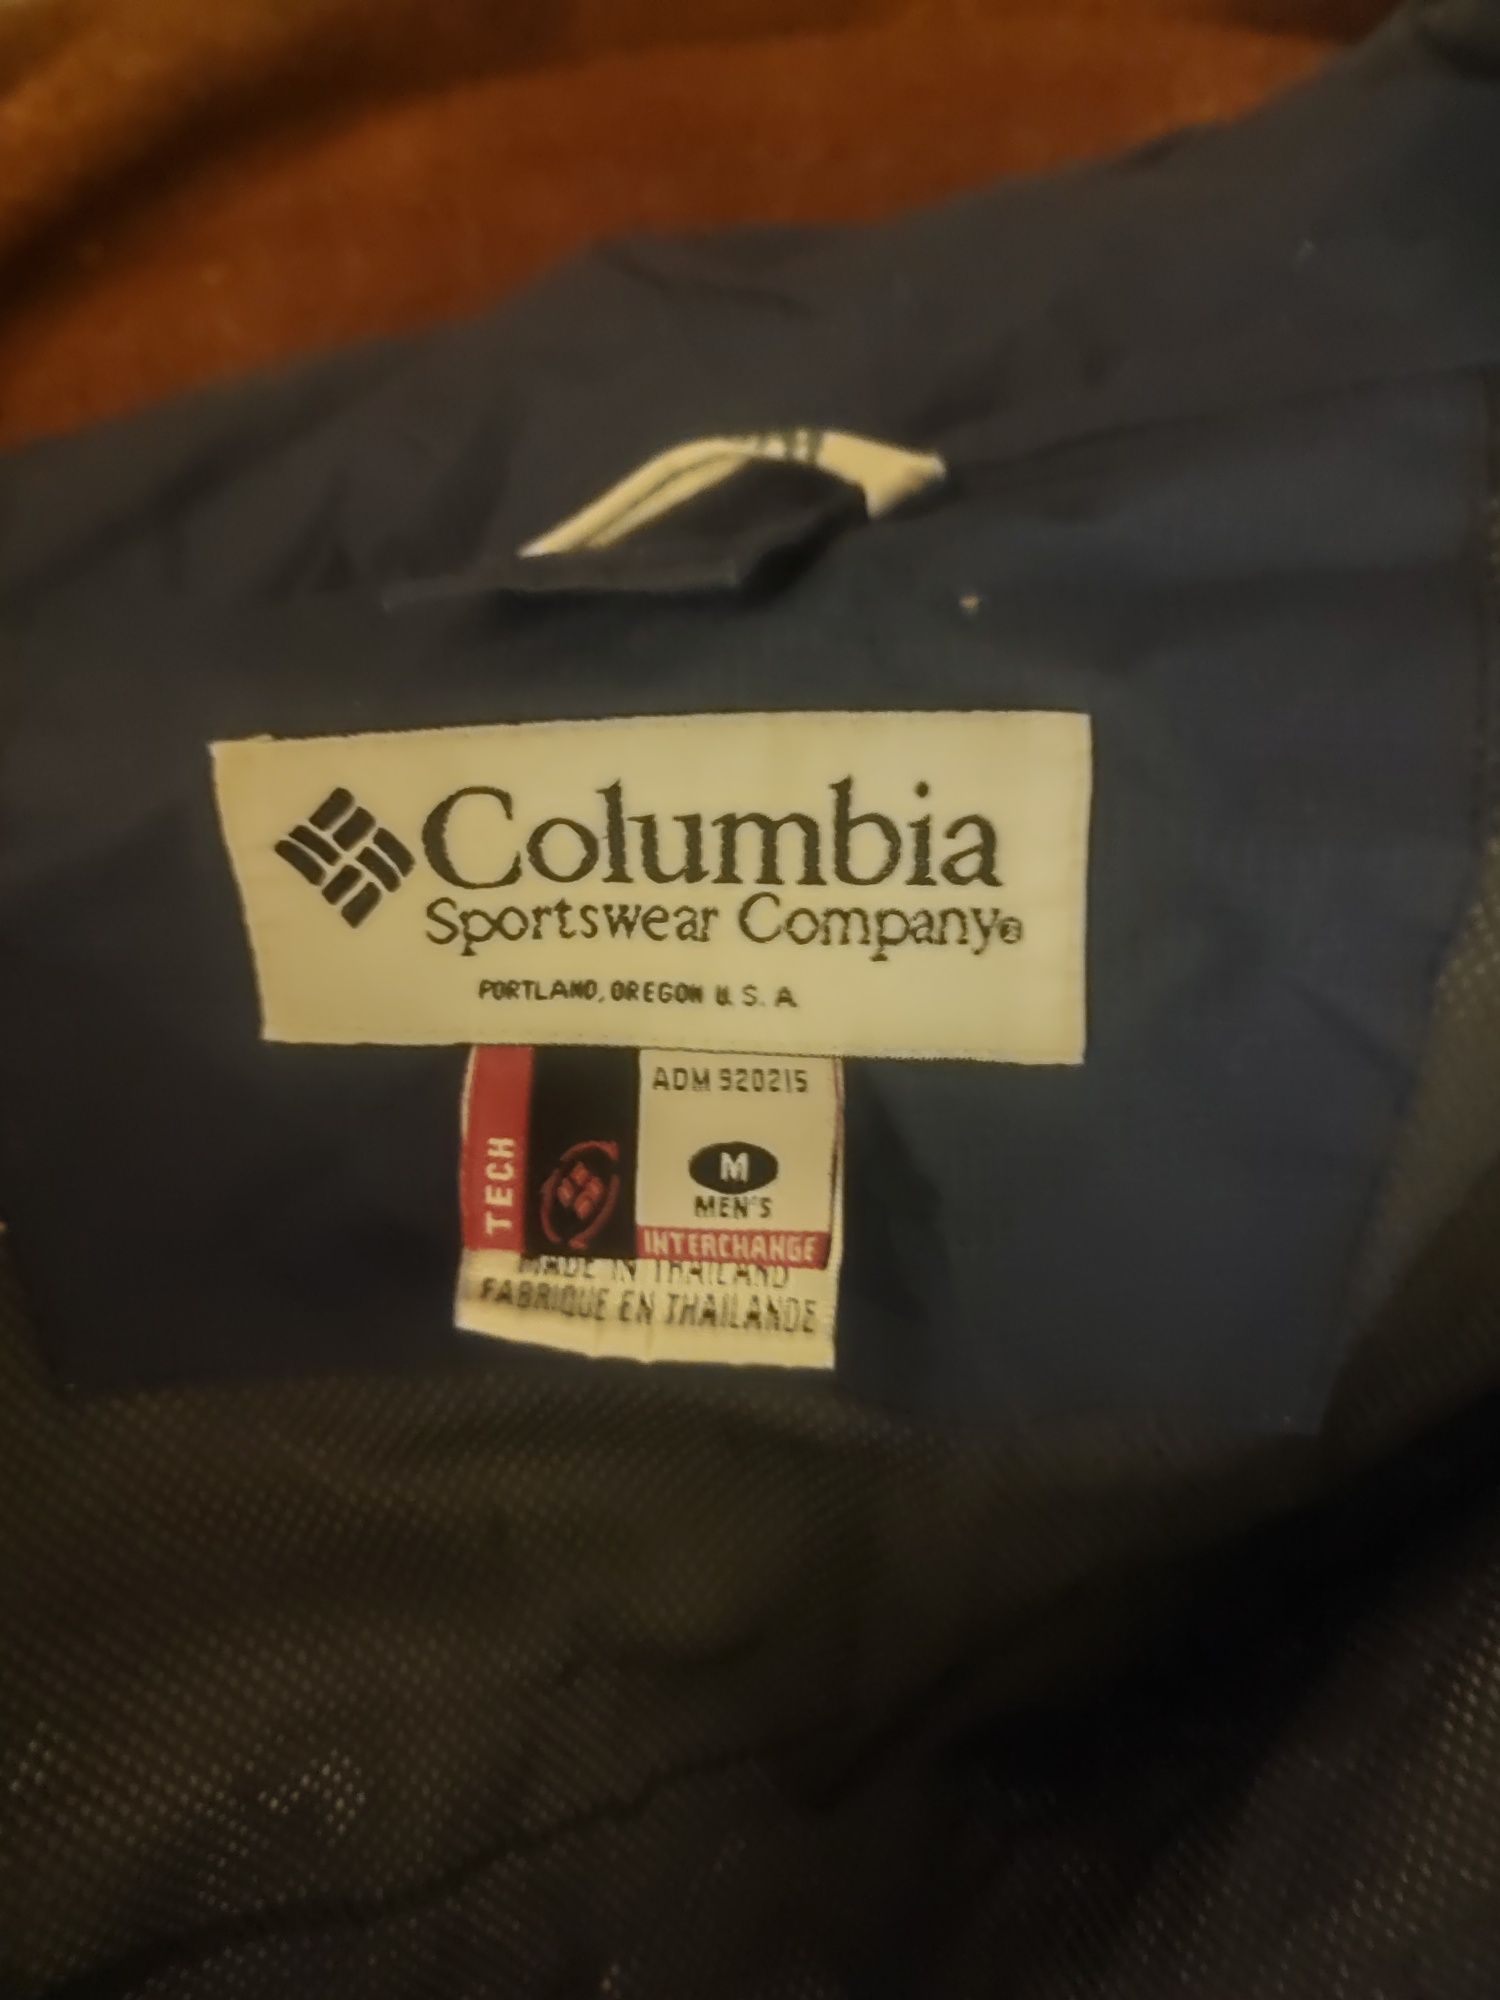 Columbia
Sportswear Company®
PORTLAND, OREGON U.S.A
TECH
ADM 920215
M
MEN'S
INTERCHANGE
MADE IN THAILAND
FABRIQUE EN THAILANDE